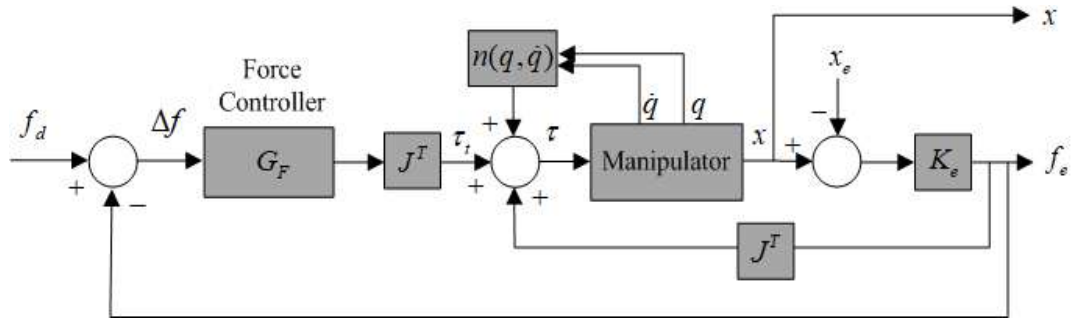 x
n(q, q̇)
x_e
Force
Controller
q̇
q
−
f_d
Δf
+
τ
x
+
G_F
J^T
τ_t
Manipulator
K_e
f_e
+
−
+
+
J^T